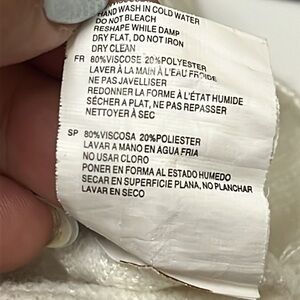 HAND WASH IN COLD WATER
DO NOT BLEACH
RESHAPE WHILE DAMP
DRY FLAT, DO NOT IRON
DRY CLEAN
FR 80%VISCOSE 20%POLYESTER
LAVER À LA MAIN À L'EAU FROIDE
NE PAS JAVELLISER
REDONNER LA FORME À L'ÉTAT HUMIDE
SÉCHER A PLAT, NE PAS REPASSER
NETTOYER À SEC
SP 80%VISCOSA 20%POLIESTER
LAVAR A MANO EN AGUA FRIA
NO USAR CLORO
PONER EN FORMA AL ESTADO HUMEDO
SECAR EN SUPERFICIE PLANA, NO PLANCHAR
LAVAR EN SECO